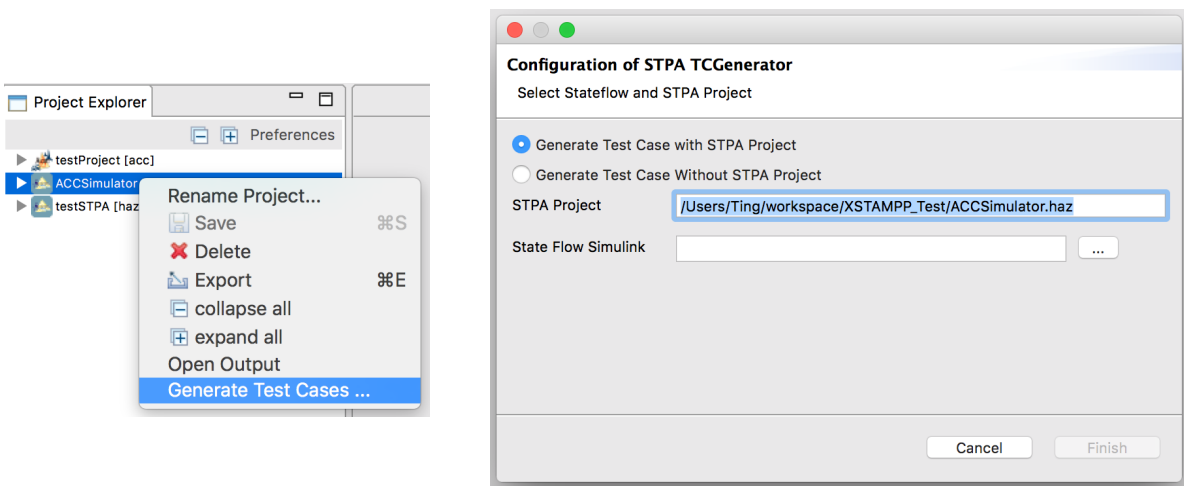 Project Explorer
Preferences
testProject [acc]
ACCSimulator
testSTPA [haz
Rename Project...
Save ⌘S
Delete
Export ⌘E
collapse all
expand all
Open Output
Generate Test Cases ...
Configuration of STPA TCGenerator
Select Stateflow and STPA Project
Generate Test Case with STPA Project
Generate Test Case Without STPA Project
STPA Project /Users/Ting/workspace/XSTAMPP_Test/ACCSimulator.haz
State Flow Simulink ...
Cancel Finish